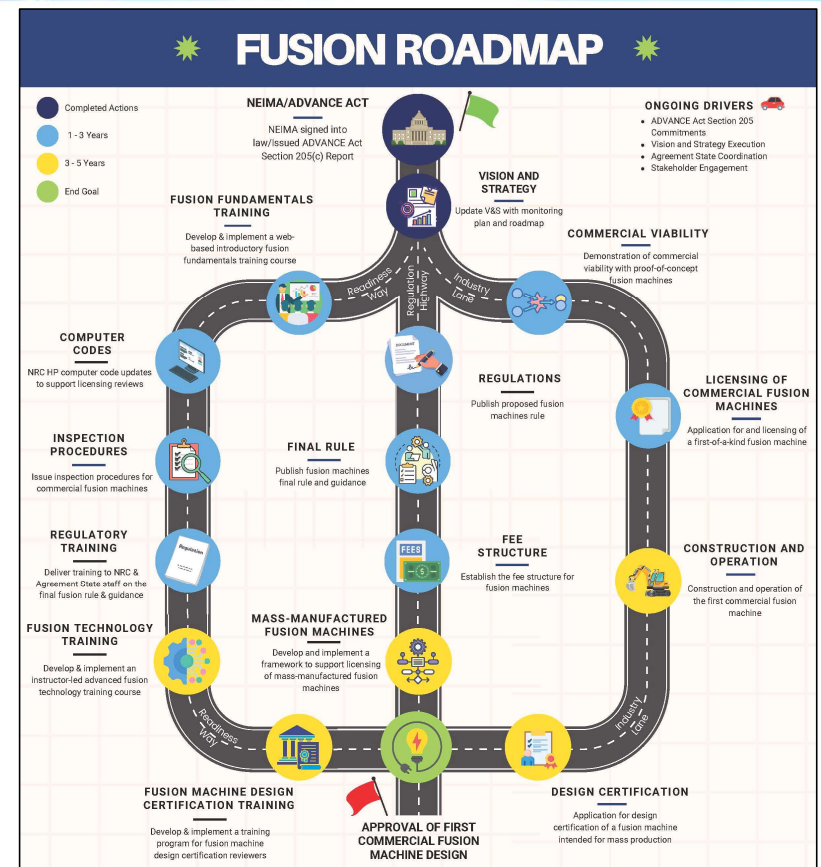 FUSION ROADMAP
Completed Actions
1 - 3 Years
3 - 5 Years
End Goal
NEIMA/ADVANCE ACT
NEIMA signed into
law/Issued ADVANCE Act
Section 205(c) Report
ONGOING DRIVERS
• ADVANCE Act Section 205
Commitments
• Vision and Strategy Execution
• Agreement State Coordination
• Stakeholder Engagement
VISION AND
STRATEGY
Update V&S with monitoring
plan and roadmap
FUSION FUNDAMENTALS
TRAINING
Develop & implement a web-
based introductory fusion
fundamentals training course
COMMERCIAL VIABILITY
Demonstration of commercial
viability with proof-of-concept
fusion machines
Readiness
Way
Regulation
Highway
Industry
Lane
COMPUTER
CODES
NRC HP computer code updates
to support licensing reviews
DOCUMENT
REGULATIONS
Publish proposed fusion
machines rule
LICENSING OF
COMMERCIAL FUSION
MACHINES
Application for and licensing of
a first-of-a-kind fusion machine
INSPECTION
PROCEDURES
Issue inspection procedures for
commercial fusion machines
FINAL RULE
Publish fusion machines
final rule and guidance
REGULATORY
TRAINING
Deliver training to NRC &
Agreement State staff on the
final fusion rule & guidance
Regulation
FEES
$
FEE
STRUCTURE
Establish the fee structure for
fusion machines
CONSTRUCTION AND
OPERATION
Construction and operation of
the first commercial fusion
machine
FUSION TECHNOLOGY
TRAINING
Develop & implement an
instructor-led advanced fusion
technology training course
MASS-MANUFACTURED
FUSION MACHINES
Develop and implement a
framework to support licensing
of mass-manufactured fusion
machines
Readiness
Way
Industry
Lane
FUSION MACHINE DESIGN
CERTIFICATION TRAINING
Develop & implement a training
program for fusion machine
design certification reviewers
APPROVAL OF FIRST
COMMERCIAL FUSION
MACHINE DESIGN
DESIGN CERTIFICATION
Application for design
certification of a fusion machine
intended for mass production